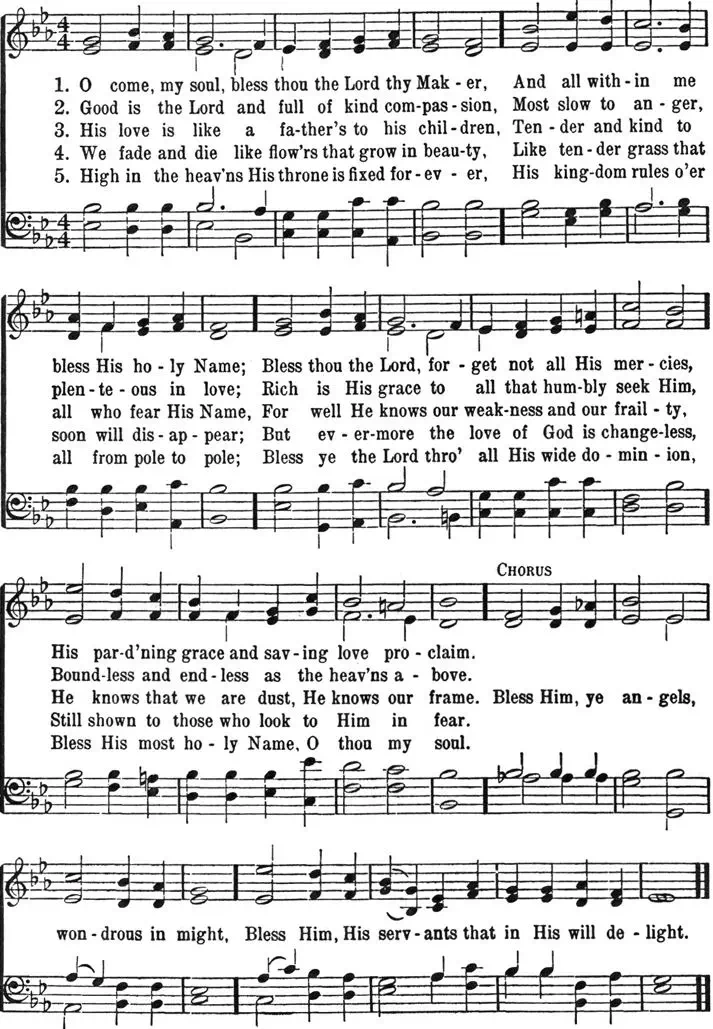 1. O come, my soul, bless thou the Lord thy Mak - er, And all with - in me
2. Good is the Lord and full of kind com-pas - sion, Most slow to an - ger,
3. His love is like a fa-ther's to his chil - dren, Ten - der and kind to
4. We fade and die like flow'rs that grow in beau-ty, Like ten - der grass that
5. High in the heav'ns His throne is fixed for-ev - er, His king-dom rules o'er
bless His ho - ly Name; Bless thou the Lord, for - get not all His mer - cies,
plen - te - ous in love; Rich is His grace to all that hum-bly seek Him,
all who fear His Name, For well He knows our weak-ness and our frail - ty,
soon will dis - ap - pear; But ev - er-more the love of God is change-less,
all from pole to pole; Bless ye the Lord thro' all His wide do - min - ion,
CHORUS
His par-d'ning grace and sav - ing love pro - claim.
Bound-less and end - less as the heav'ns a - bove.
He knows that we are dust, He knows our frame. Bless Him, ye an - gels,
Still shown to those who look to Him in fear.
Bless His most ho - ly Name, O thou my soul.
won - drous in might, Bless Him, His serv - ants that in His will de - light.